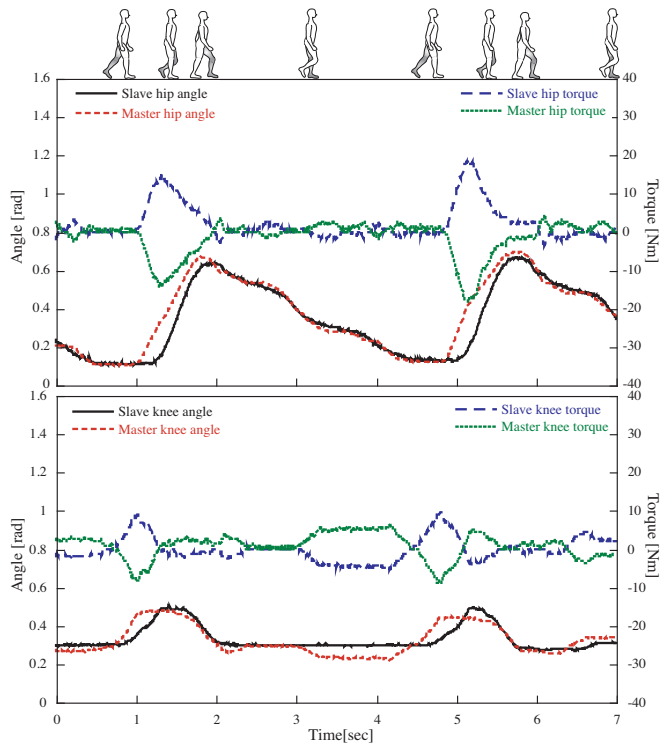 1.6
1.4
1.2
1
0.8
0.6
0.4
0.2
0
Angle [rad]
Slave hip angle
Master hip angle
Slave hip torque
Master hip torque
40
30
20
10
0
-10
-20
-30
-40
Torque [Nm]
1.6
1.4
1.2
1
0.8
0.6
0.4
0.2
0
Angle [rad]
Slave knee angle
Master knee angle
Slave knee torque
Master knee torque
40
30
20
10
0
-10
-20
-30
-40
Torque [Nm]
0 1 2 3 4 5 6 7
Time[sec]